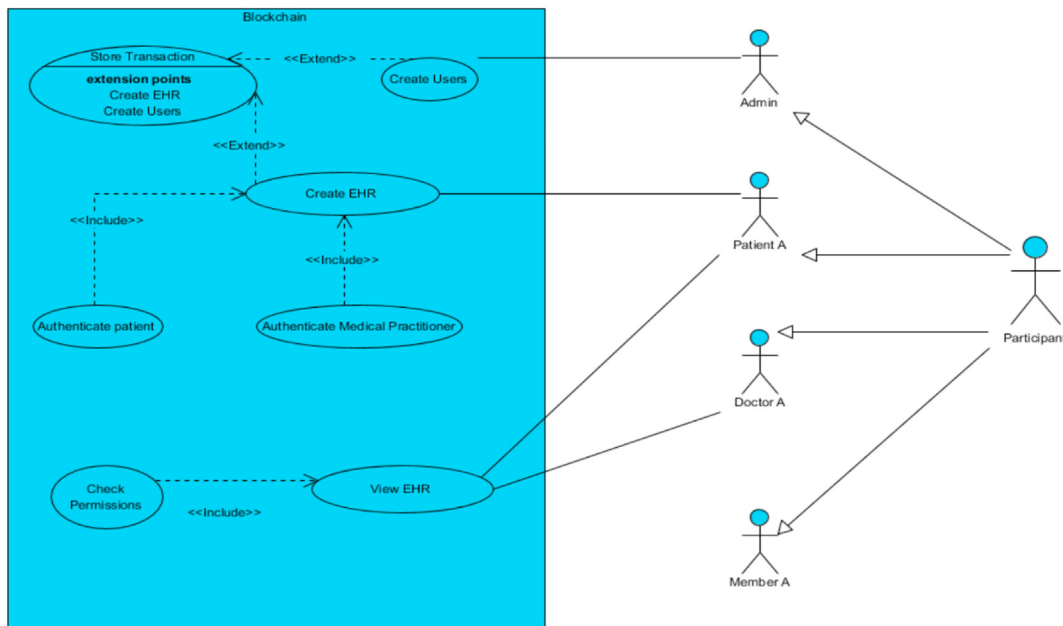 Blockchain
Store Transaction
extension points
Create EHR
Create Users
<<Extend>>
Create Users
Admin
<<Extend>>
Create EHR
<<Include>>
Patient A
<<Include>>
Authenticate patient
Authenticate Medical Practitioner
Participant
Doctor A
Check
Permissions
View EHR
<<Include>>
Member A